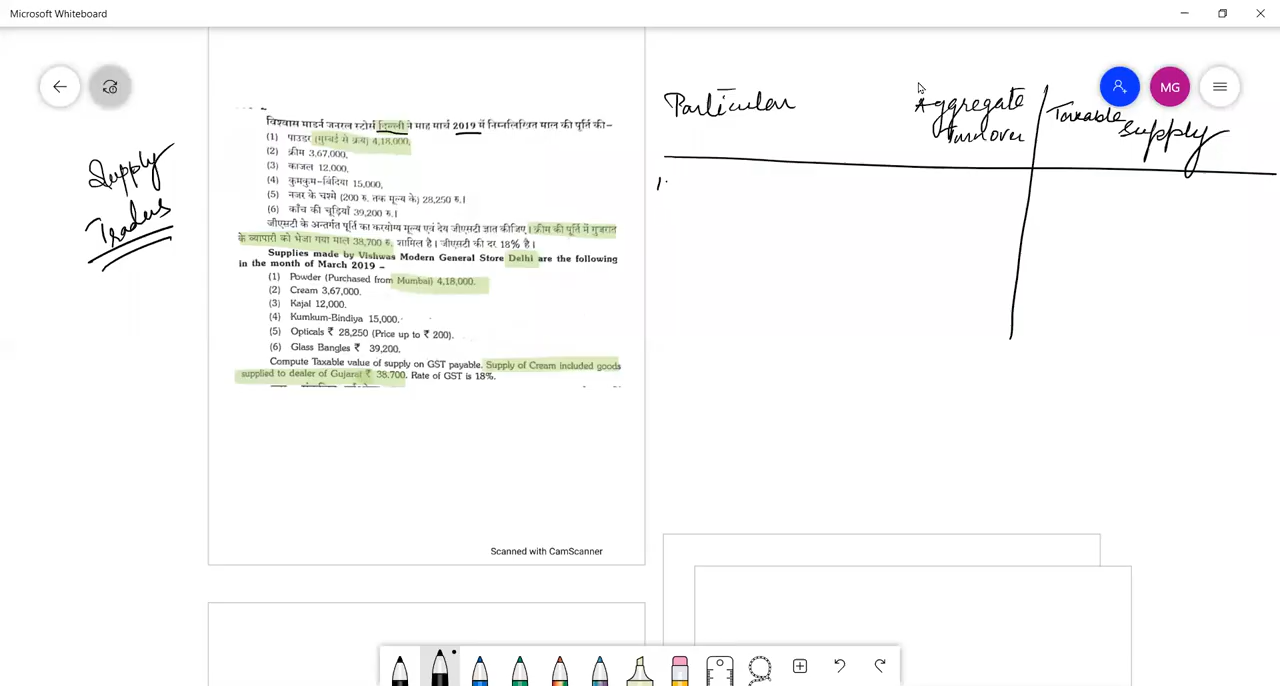 Microsoft Whiteboard
MG
Supply
Traders
विश्वास मार्डन जनरल स्टोर्स दिल्ली ने माह मार्च 2019 में निम्नलिखित माल की पूर्ति की–
(1) पाउडर (मुम्बई से क्रय) 4,18,000,
(2) क्रीम 3,67,000,
(3) काजल 12,000,
(4) कुमकुम-बिंदिया 15,000,
(5) नजर के चश्मे (200 रु. तक मूल्य के) 28,250 रु.।
(6) काँच की चूड़ियाँ 39,200 रु.।
जीएसटी के अन्तर्गत पूर्ति का करयोग्य मूल्य एवं देय जीएसटी ज्ञात कीजिए। क्रीम की पूर्ति में गुजरात
के व्यापारी को भेजा गया माल 38,700 रु. शामिल है। जीएसटी की दर 18% है।
Supplies made by Vishwas Modern General Store Delhi are the following
in the month of March 2019 –
(1) Powder (Purchased from Mumbai) 4,18,000.
(2) Cream 3,67,000.
(3) Kajal 12,000.
(4) Kumkum-Bindiya 15,000.
(5) Opticals ₹ 28,250 (Price up to ₹ 200).
(6) Glass Bangles ₹ 39,200.
Compute Taxable value of supply on GST payable. Supply of Cream included goods
supplied to dealer of Gujarat ₹ 38.700. Rate of GST is 18%.
Scanned with CamScanner
Particular
Aggregate
Turnover
Taxable
Supply
1.